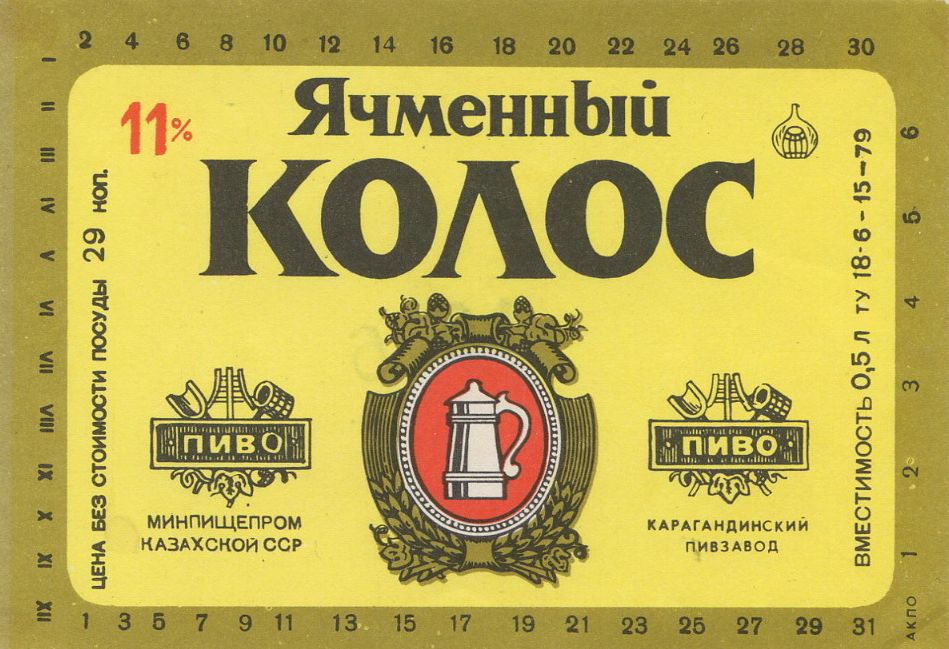 2 4 6 8 10 12 14 16 18 20 22 24 26 28 30
I II III IV V VI VII VIII IX X XI XII
11%
Ячменный
КОЛОС
ЦЕНА БЕЗ СТОИМОСТИ ПОСУДЫ 29 КОП.
ПИВО
МИНПИЩЕПРОМ
КАЗАХСКОЙ ССР
ПИВО
КАРАГАНДИНСКИЙ
ПИВЗАВОД
ВМЕСТИМОСТЬ 0,5 Л ТУ 18-6-15-79
6 5 4 3 2 1
АКПО
1 3 5 7 9 11 13 15 17 19 21 23 25 27 29 31